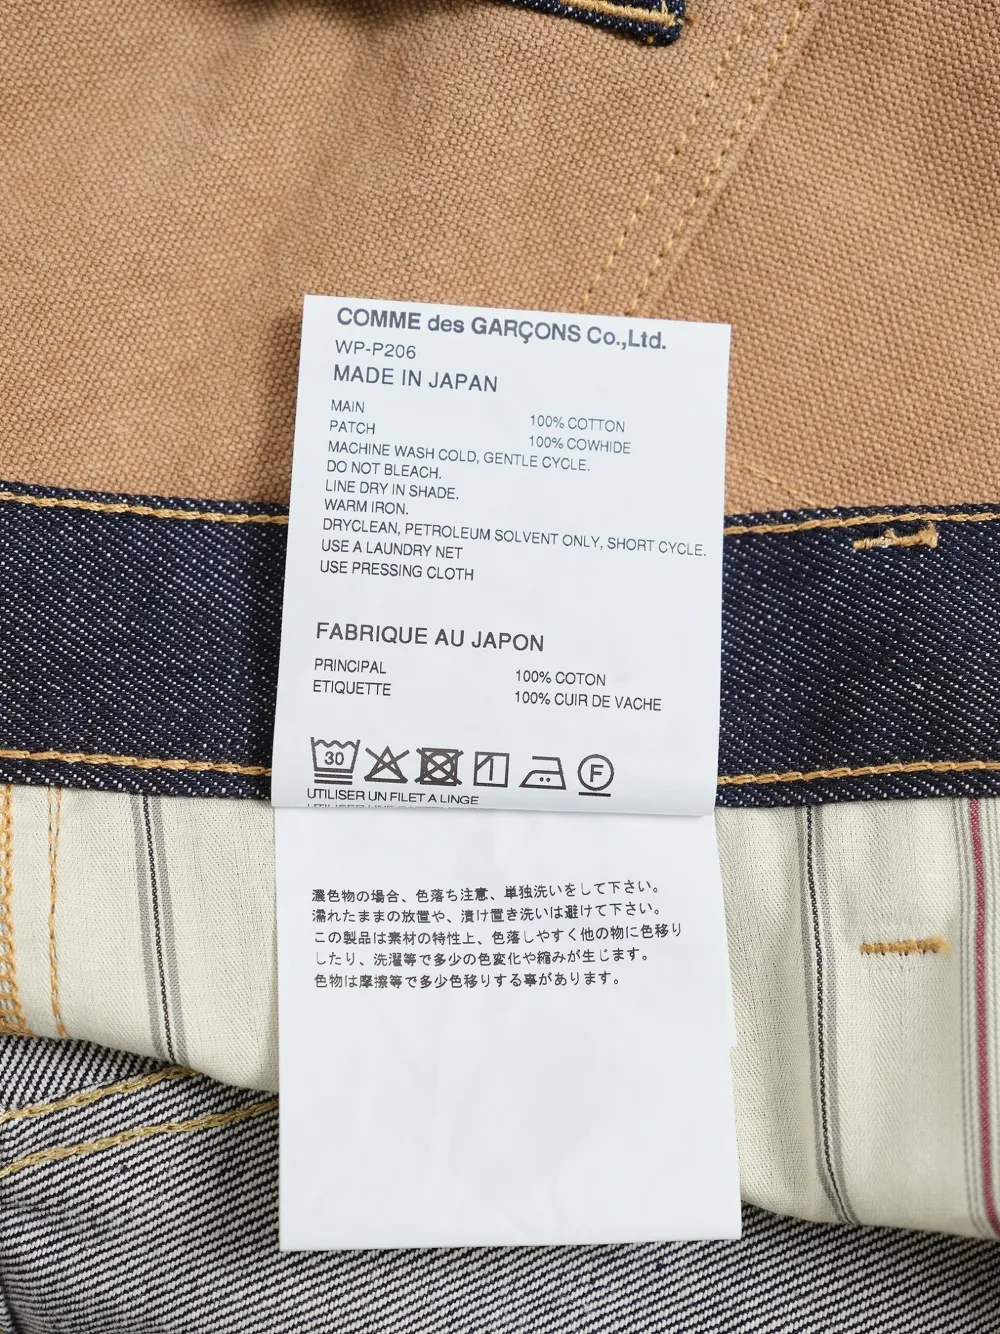 COMME des GARÇONS Co.,Ltd.
WP-P206
MADE IN JAPAN
MAIN 100% COTTON
PATCH 100% COWHIDE
MACHINE WASH COLD, GENTLE CYCLE.
DO NOT BLEACH.
LINE DRY IN SHADE.
WARM IRON.
DRYCLEAN, PETROLEUM SOLVENT ONLY, SHORT CYCLE.
USE A LAUNDRY NET
USE PRESSING CLOTH
FABRIQUE AU JAPON
PRINCIPAL 100% COTON
ETIQUETTE 100% CUIR DE VACHE
30 F
UTILISER UN FILET A LINGE
濃色物の場合、色落ち注意、単独洗いをして下さい。
濡れたままの放置や、漬け置き洗いは避けて下さい。
この製品は素材の特性上、色落しやすく他の物に色移り
したり、洗濯等で多少の色変化や縮みが生じます。
色物は摩擦等で多少色移りする事があります。